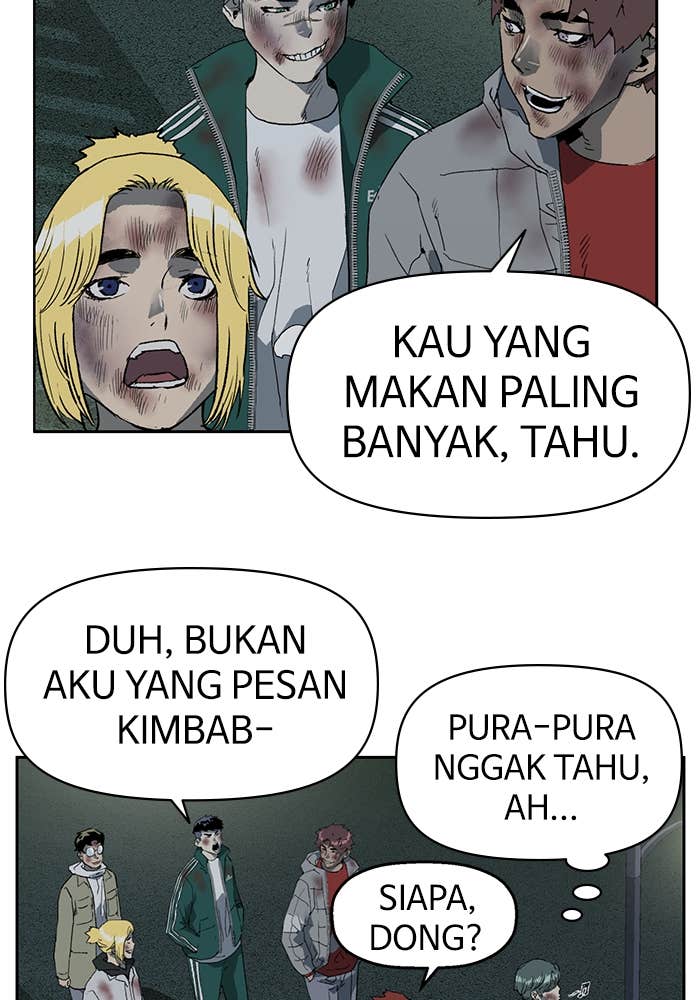 KAU YANG
MAKAN PALING
BANYAK, TAHU.
DUH, BUKAN
AKU YANG PESAN
KIMBAB-
PURA-PURA
NGGAK TAHU,
AH...
SIAPA,
DONG?